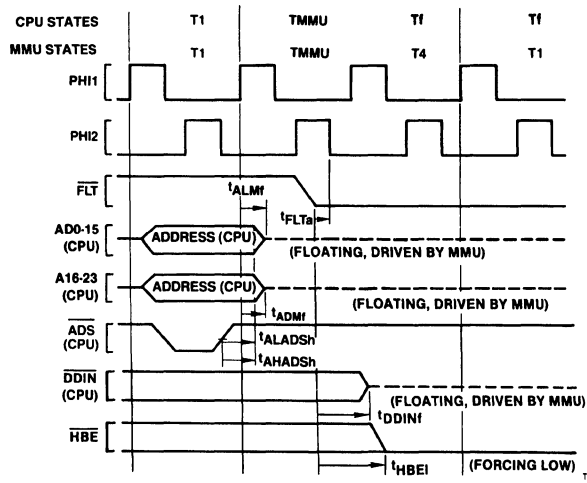 CPU STATES T1 TMMU Tf Tf
MMU STATES T1 TMMU T4 T1
PHI1
PHI2
FLT
tALMf
tFLTa
AD0-15
(CPU)
ADDRESS (CPU)
(FLOATING, DRIVEN BY MMU)
A16-23
(CPU)
ADDRESS (CPU)
(FLOATING, DRIVEN BY MMU)
tADMf
ADS
(CPU)
tALADSh
tAHADSh
DDIN
(CPU)
(FLOATING, DRIVEN BY MMU)
tDDINf
HBE
tHBEl
(FORCING LOW)
T